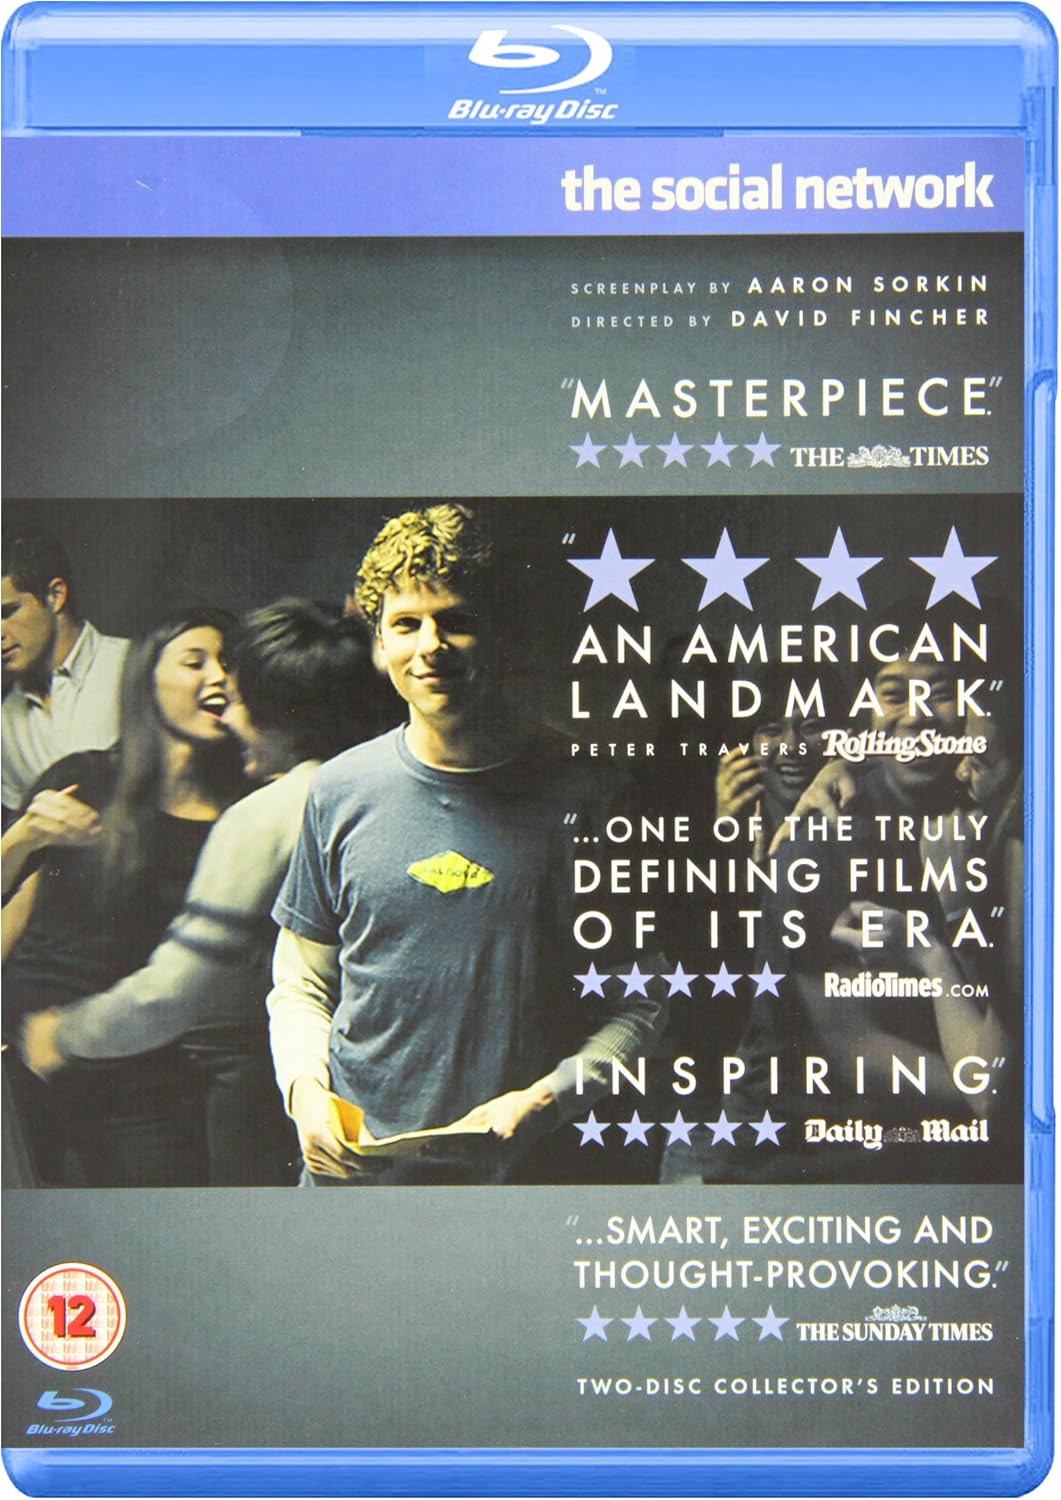 Blu-ray Disc
TM
the social network
SCREENPLAY BY AARON SORKIN
DIRECTED BY DAVID FINCHER
"MASTERPIECE."
THE TIMES
"
AN AMERICAN
LANDMARK."
PETER TRAVERS RollingStone
"...ONE OF THE TRULY
DEFINING FILMS
OF ITS ERA."
RadioTimes.COM
"INSPIRING."
Daily Mail
"...SMART, EXCITING AND
THOUGHT-PROVOKING."
THE SUNDAY TIMES
12
TWO-DISC COLLECTOR'S EDITION
Blu-ray Disc
TM